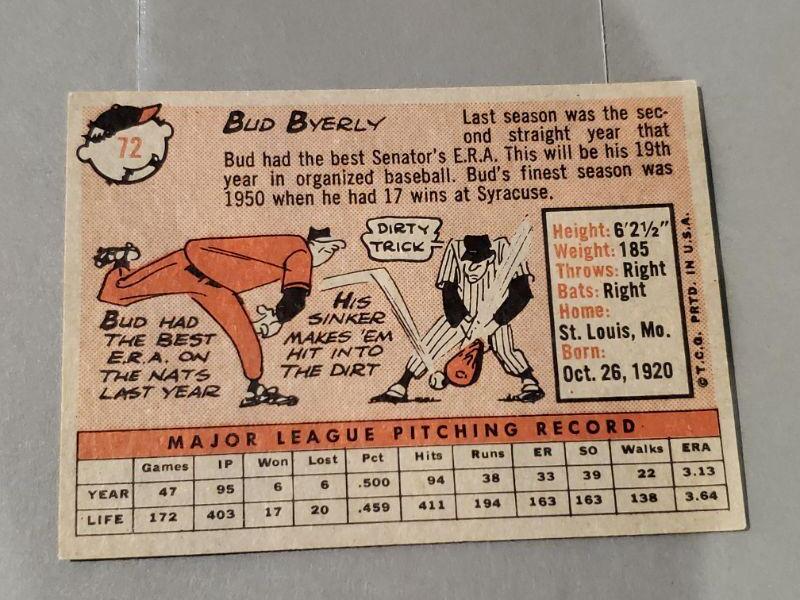 72
BUD BYERLY
Last season was the sec-
ond straight year that
Bud had the best Senator's E.R.A. This will be his 19th
year in organized baseball. Bud's finest season was
1950 when he had 17 wins at Syracuse.
DIRTY
TRICK
BUD HAD
THE BEST
E.R.A. ON
THE NATS
LAST YEAR
HIS
SINKER
MAKES 'EM
HIT INTO
THE DIRT
Height: 6'2½"
Weight: 185
Throws: Right
Bats: Right
Home:
St. Louis, Mo.
Born:
Oct. 26, 1920
© T.C.G. PRTD. IN U.S.A.
MAJOR LEAGUE PITCHING RECORD
Games IP Won Lost Pct Hits Runs ER SO Walks ERA
YEAR 47 95 6 6 .500 94 38 33 39 22 3.13
LIFE 172 403 17 20 .459 411 194 163 163 138 3.64